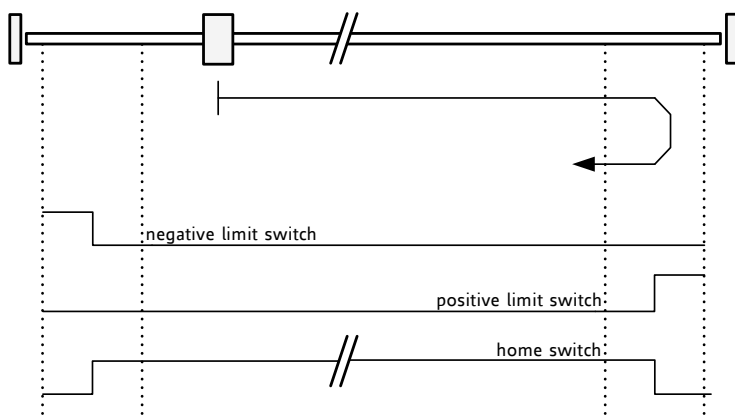 negative limit switch
positive limit switch
home switch